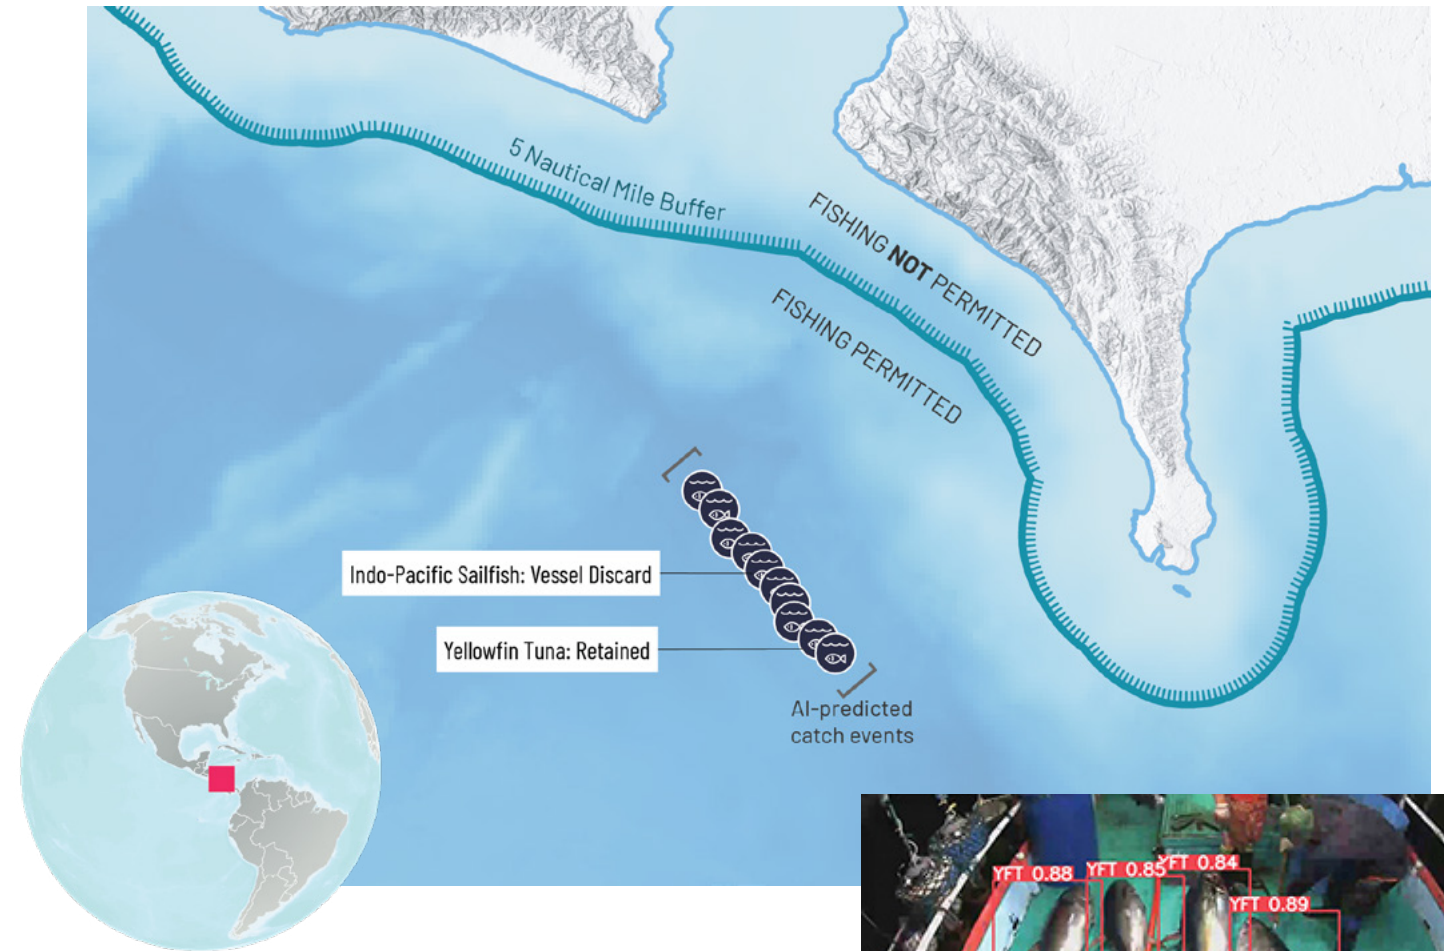 5 Nautical Mile Buffer
FISHING NOT PERMITTED
FISHING PERMITTED
Indo-Pacific Sailfish: Vessel Discard
Yellowfin Tuna: Retained
AI-predicted
catch events
YFT 0.88
YFT 0.85
YFT 0.84
YFT 0.89